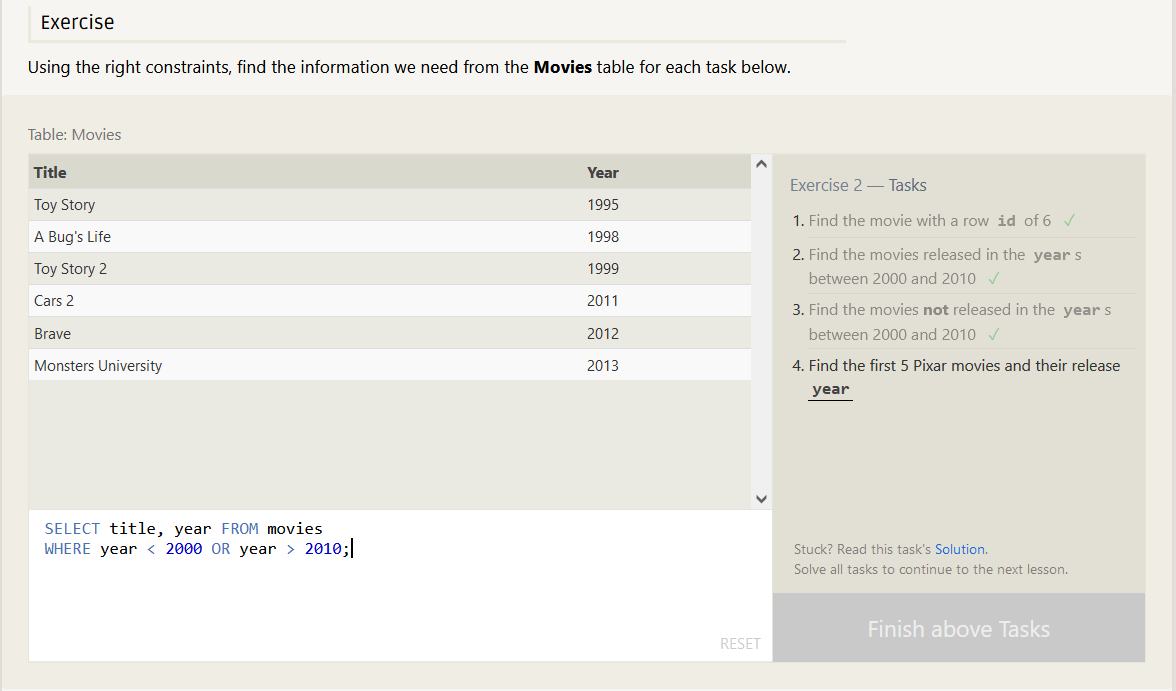 Exercise
Using the right constraints, find the information we need from the Movies table for each task below.
Table: Movies
Title Year
Toy Story 1995
A Bug's Life 1998
Toy Story 2 1999
Cars 2 2011
Brave 2012
Monsters University 2013
SELECT title, year FROM movies
WHERE year < 2000 OR year > 2010;
RESET
Exercise 2 — Tasks
1. Find the movie with a row id of 6 ✓
2. Find the movies released in the year s
between 2000 and 2010 ✓
3. Find the movies not released in the year s
between 2000 and 2010 ✓
4. Find the first 5 Pixar movies and their release
year
Stuck? Read this task's Solution.
Solve all tasks to continue to the next lesson.
Finish above Tasks